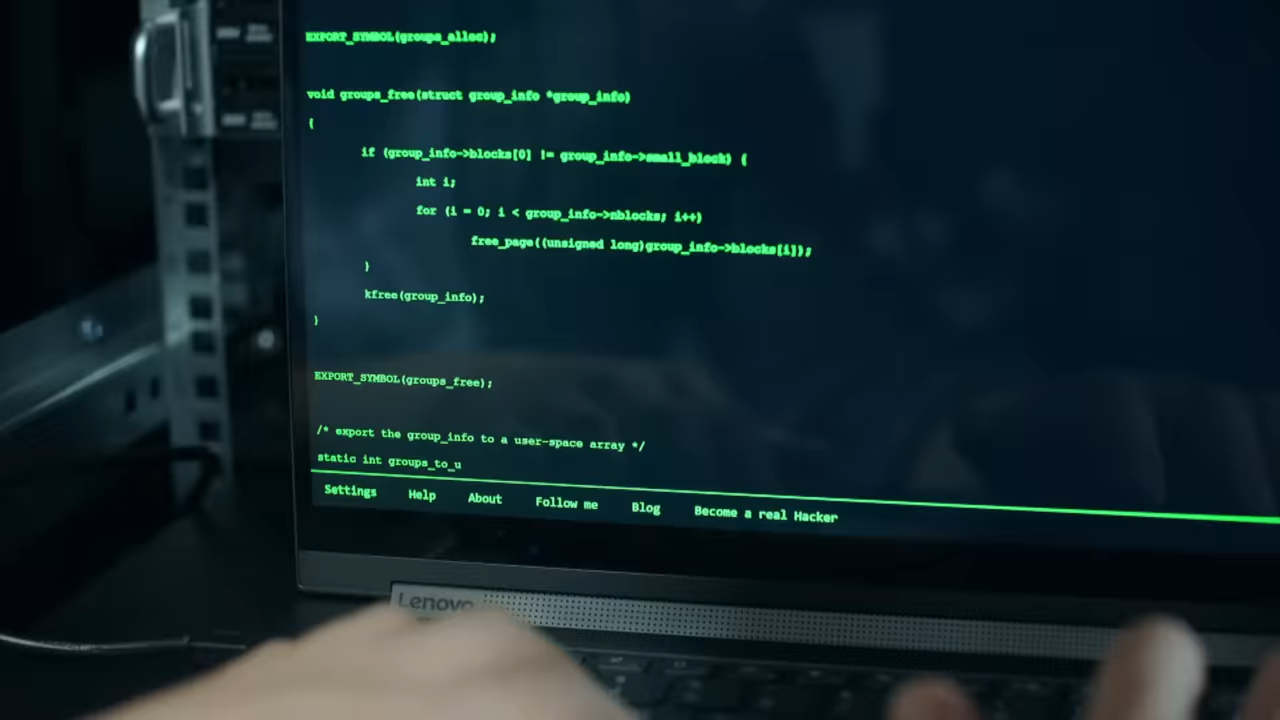 EXPORT_SYMBOL(groups_alloc);
void groups_free(struct group_info *group_info)
{
if (group_info->blocks[0] != group_info->small_block) {
int i;
for (i = 0; i < group_info->nblocks; i++)
free_page((unsigned long)group_info->blocks[i]);
}
kfree(group_info);
}
EXPORT_SYMBOL(groups_free);
/* export the group_info to a user-space array */
static int groups_to_u
Settings Help About Follow me Blog Become a real Hacker
Lenovo